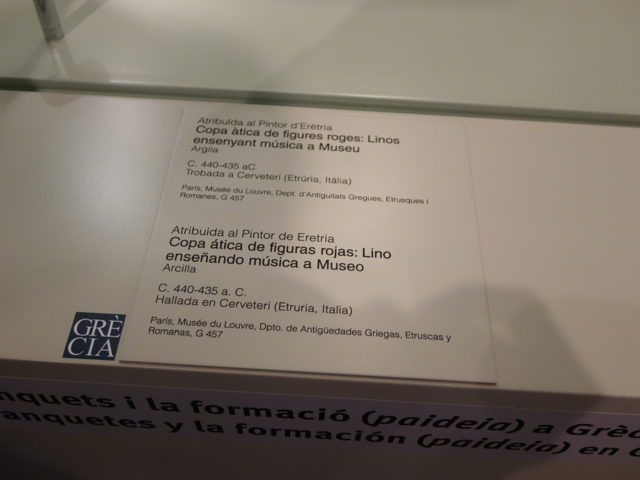 Atribuïda al Pintor d'Erètria
Copa àtica de figures roges: Linos
ensenyant música a Museu
Argila
C. 440-435 aC
Trobada a Cerveteri (Etrúria, Itàlia)
París, Musée du Louvre, Dept. d'Antiguitats Gregues, Etrusques i
Romanes, G 457
Atribuida al Pintor de Eretria
Copa ática de figuras rojas: Lino
enseñando música a Museo
Arcilla
C. 440-435 a. C.
Hallada en Cerveteri (Etruria, Italia)
París, Musée du Louvre, Dpto. de Antigüedades Griegas, Etruscas y
Romanas, G 457
GRÈ
CIA
nquets i la formació (paideia) a Grèc
anquetes y la formación (paideia) en